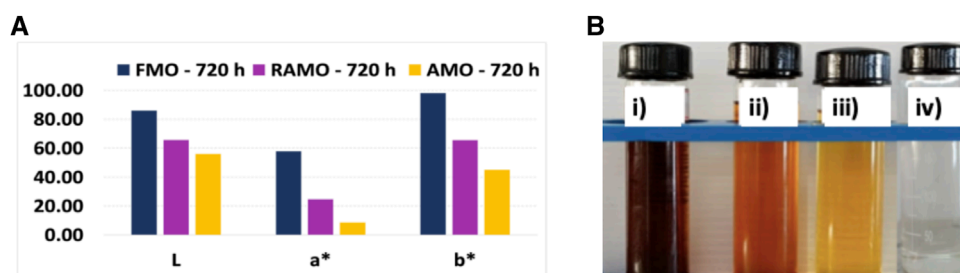 A
FMO - 720 h RAMO - 720 h AMO - 720 h
100.00
80.00
60.00
40.00
20.00
0.00
L a* b*
B
i) ii) iii) iv)